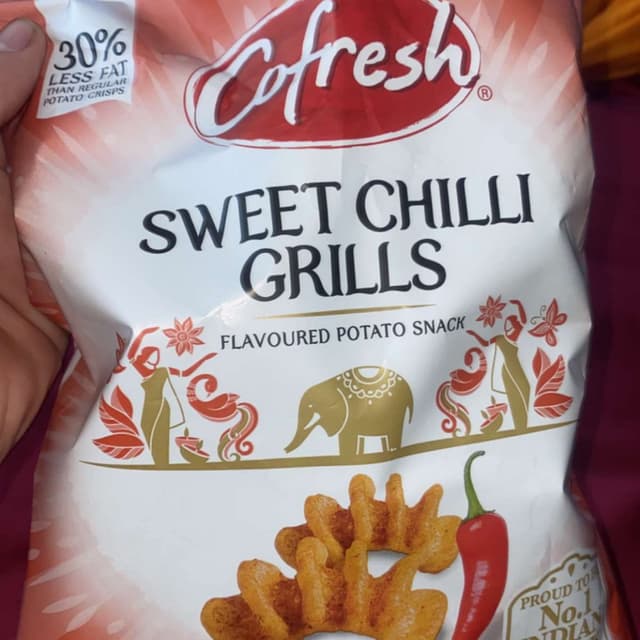 30%
LESS FAT
THAN REGULAR
POTATO CRISPS
Cofresh
®
SWEET CHILLI
GRILLS
FLAVOURED POTATO SNACK
PROUD TO
No.1